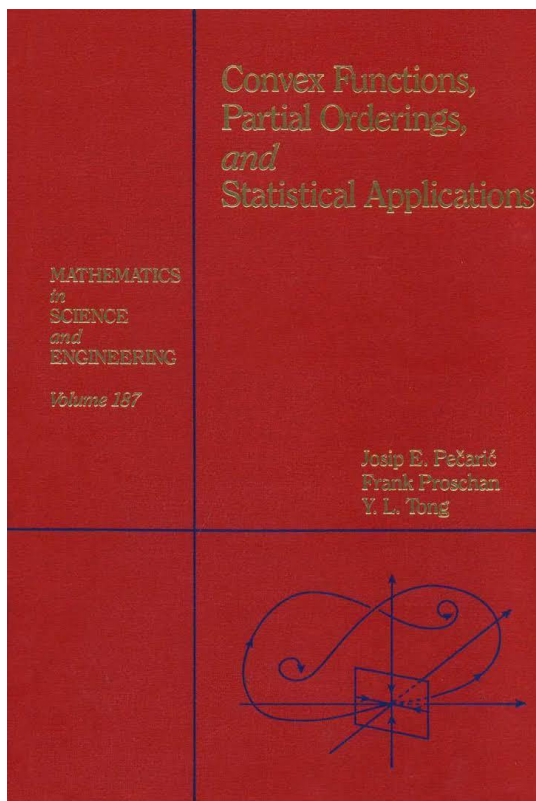 Convex Functions,
Partial Orderings,
and
Statistical Applications
MATHEMATICS
in
SCIENCE
and
ENGINEERING
Volume 187
Josip E. Pečarić
Frank Proschan
Y. L. Tong